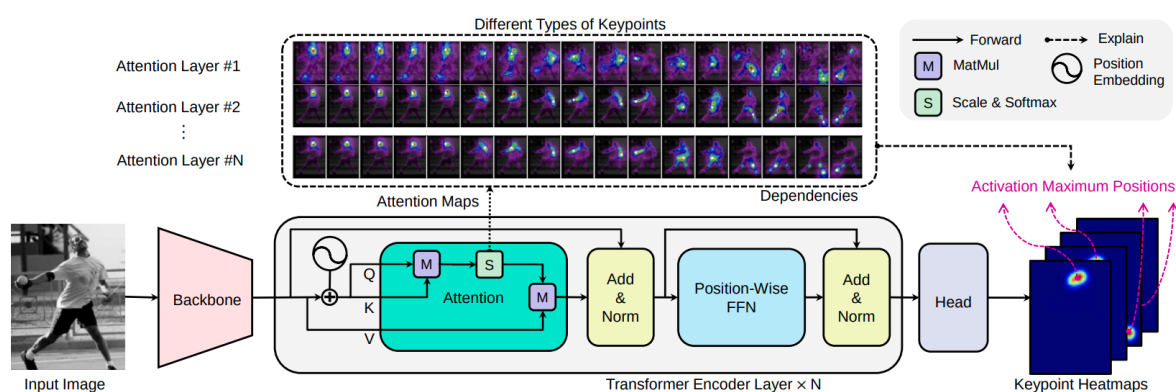 Different Types of Keypoints
Attention Layer #1
Attention Layer #2
⋮
Attention Layer #N
Forward
Explain
M
MatMul
Position
Embedding
S
Scale & Softmax
Attention Maps
Dependencies
Activation Maximum Positions
Input Image
Backbone
Q
K
V
M
S
M
Attention
Add
&
Norm
Position-Wise
FFN
Add
&
Norm
Transformer Encoder Layer × N
Head
Keypoint Heatmaps